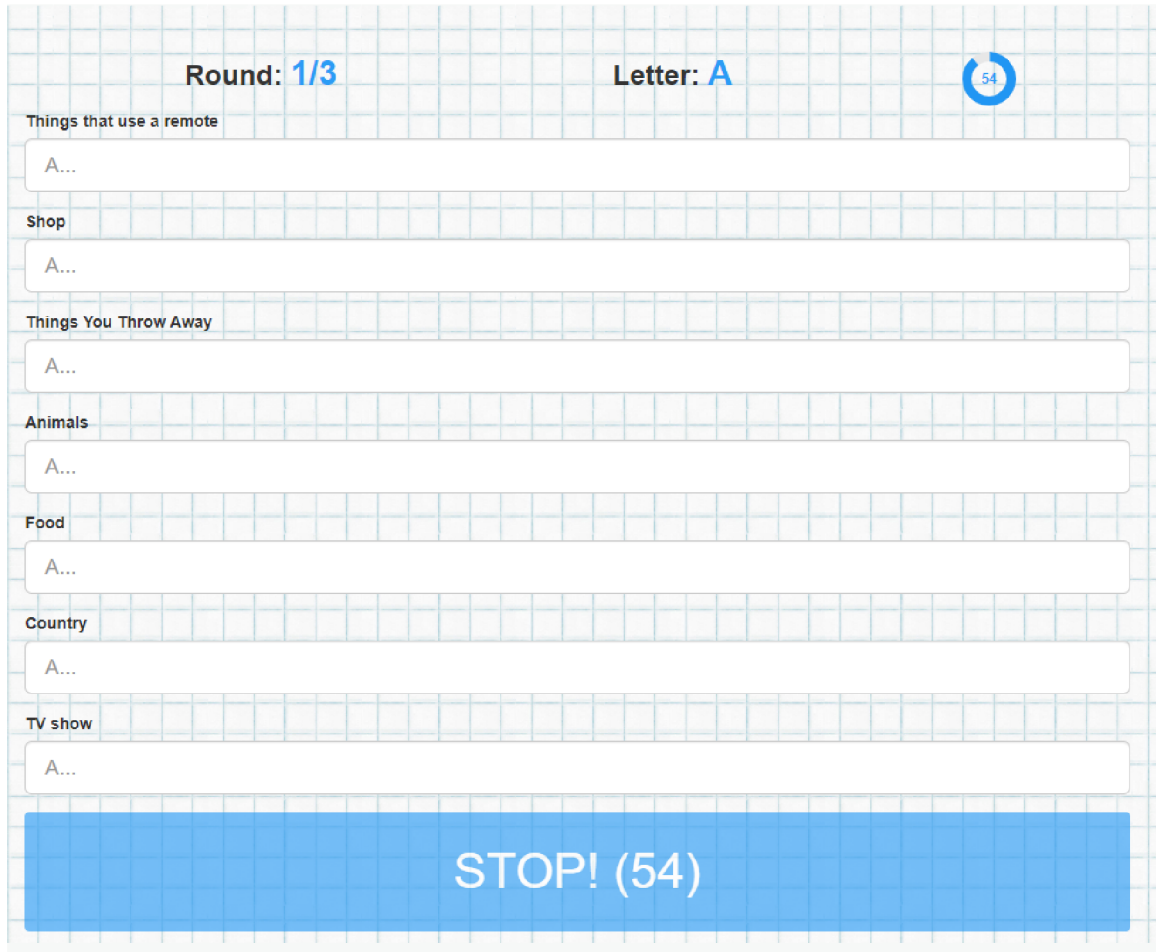 Round: 1/3 Letter: A 54
Things that use a remote
A...
Shop
A...
Things You Throw Away
A...
Animals
A...
Food
A...
Country
A...
TV show
A...
STOP! (54)